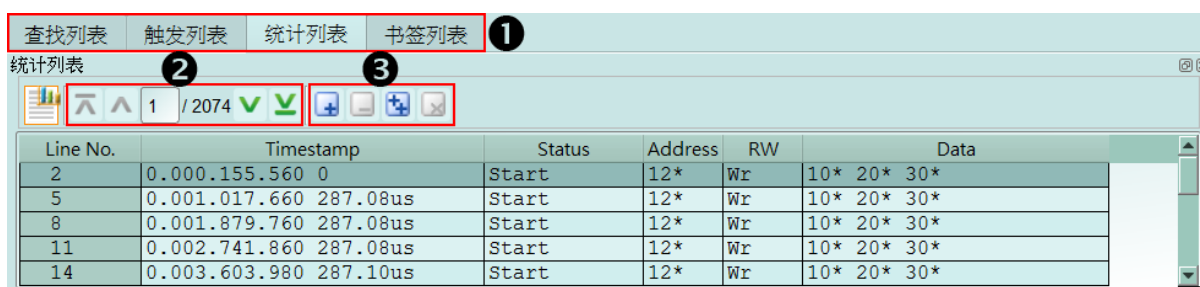 查找列表 触发列表 统计列表 书签列表 ❶
统计列表 ❷ ❸
1 / 2074
Line No. Timestamp Status Address RW Data
2 0.000.155.560 0 Start 12* Wr 10* 20* 30*
5 0.001.017.660 287.08us Start 12* Wr 10* 20* 30*
8 0.001.879.760 287.08us Start 12* Wr 10* 20* 30*
11 0.002.741.860 287.08us Start 12* Wr 10* 20* 30*
14 0.003.603.980 287.10us Start 12* Wr 10* 20* 30*